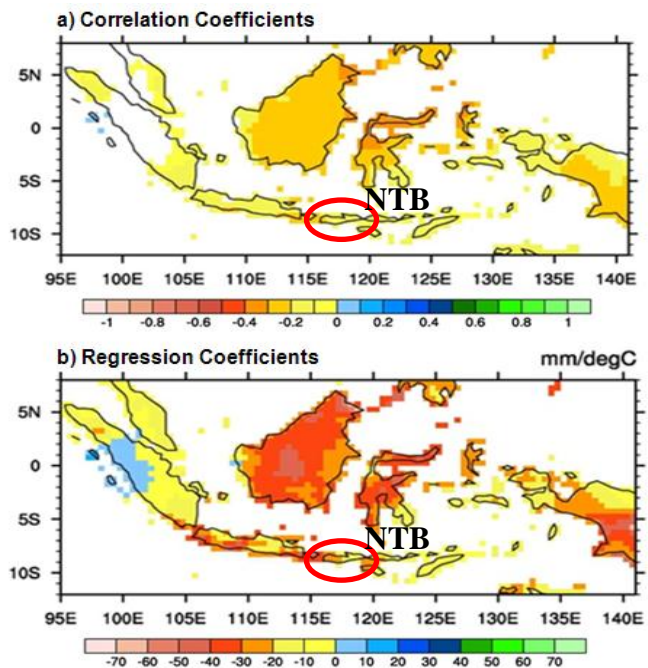 a) Correlation Coefficients
5N
0
5S
10S
NTB
95E 100E 105E 110E 115E 120E 125E 130E 135E 140E
-1 -0.8 -0.6 -0.4 -0.2 0 0.2 0.4 0.6 0.8 1
b) Regression Coefficients mm/degC
5N
0
5S
10S
NTB
95E 100E 105E 110E 115E 120E 125E 130E 135E 140E
-70 -60 -50 -40 -30 -20 -10 0 10 20 30 40 50 60 70